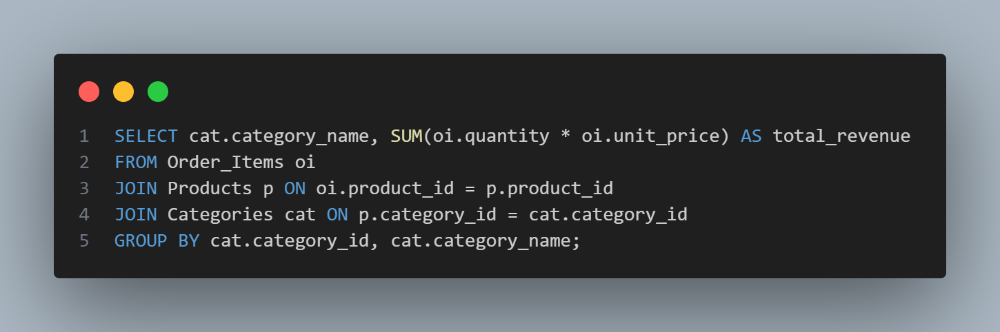 1 SELECT cat.category_name, SUM(oi.quantity * oi.unit_price) AS total_revenue
2 FROM Order_Items oi
3 JOIN Products p ON oi.product_id = p.product_id
4 JOIN Categories cat ON p.category_id = cat.category_id
5 GROUP BY cat.category_id, cat.category_name;